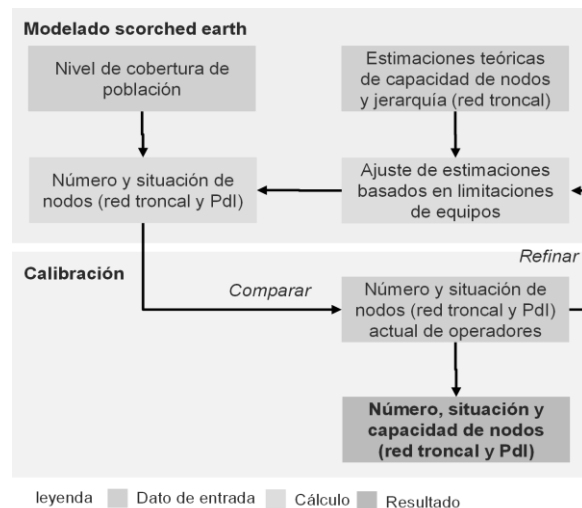 Modelado scorched earth
Nivel de cobertura de
población
Estimaciones teóricas
de capacidad de nodos
y jerarquía (red troncal)
Número y situación de
nodos (red troncal y PdI)
Ajuste de estimaciones
basados en limitaciones
de equipos
Calibración
Refinar
Comparar
Número y situación de
nodos (red troncal y PdI)
actual de operadores
Número, situación y
capacidad de nodos
(red troncal y PdI)
leyenda Dato de entrada Cálculo Resultado